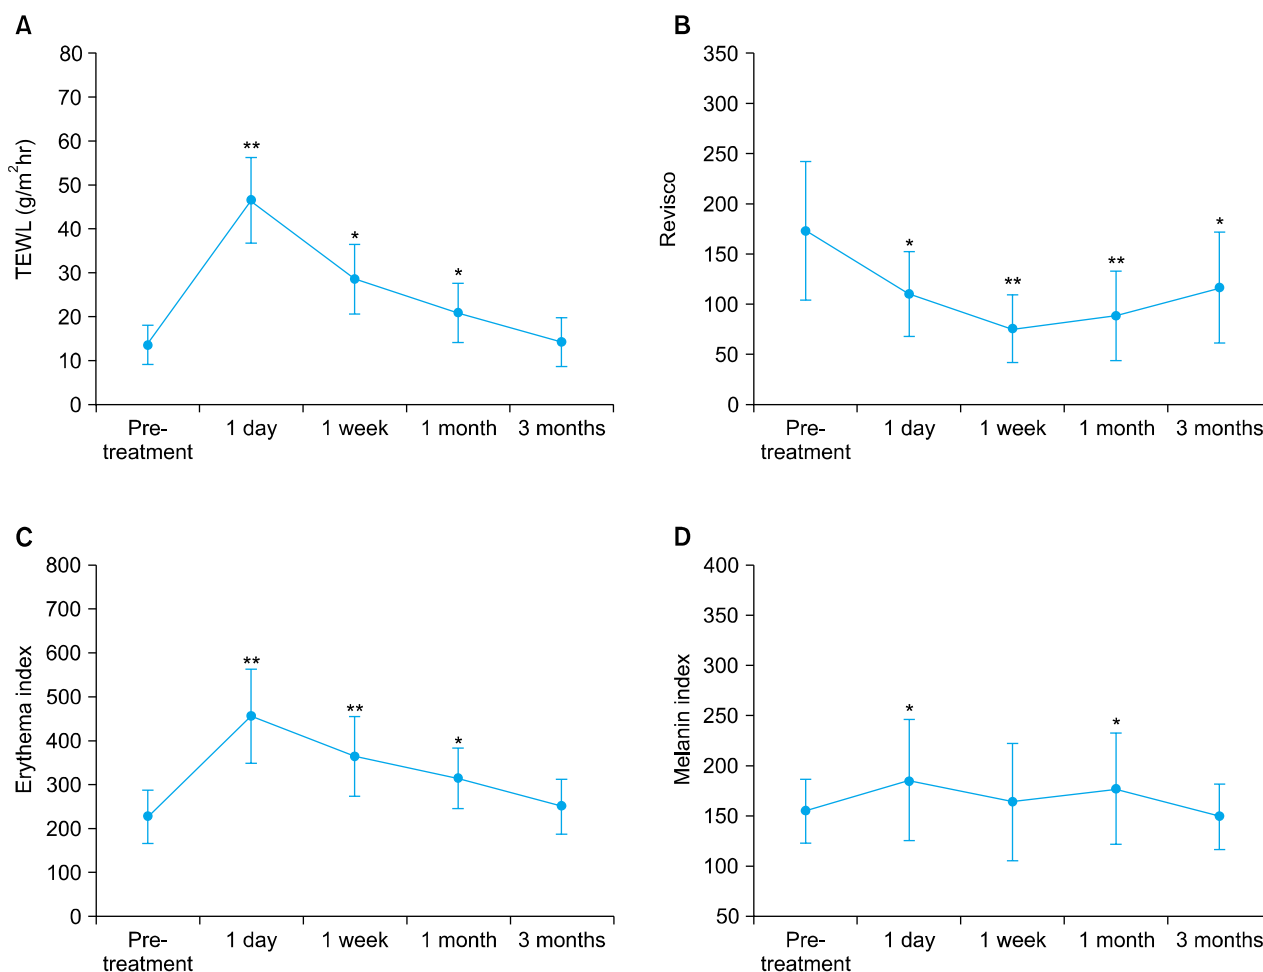 A
80
70
60
50
40
30
20
10
0
TEWL (g/m²hr)
**
*
*
Pre-
treatment
1 day
1 week
1 month
3 months
B
350
300
250
200
150
100
50
0
Revisco
*
**
**
*
Pre-
treatment
1 day
1 week
1 month
3 months
C
800
700
600
500
400
300
200
100
0
Erythema index
**
**
*
Pre-
treatment
1 day
1 week
1 month
3 months
D
400
350
300
250
200
150
100
50
Melanin index
*
*
Pre-
treatment
1 day
1 week
1 month
3 months